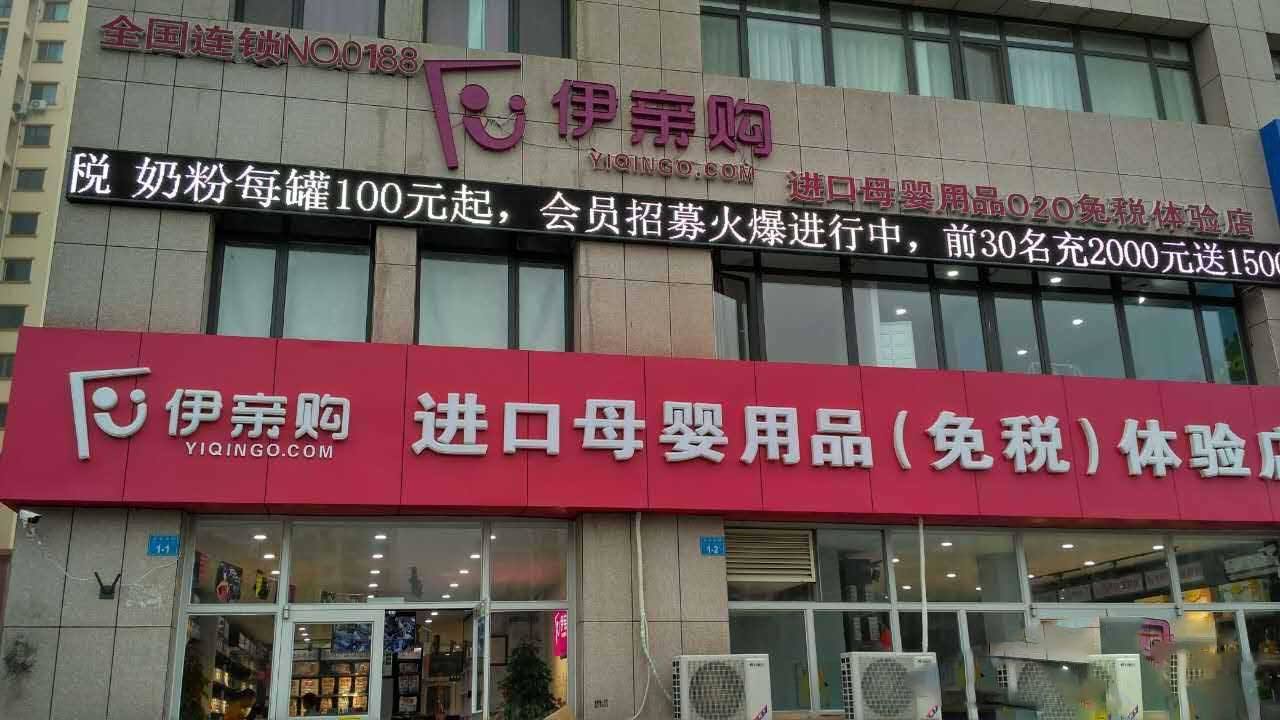 全国连锁NO.0188
伊亲购
YIQINGO.COM
进口母婴用品O2O免税体验店
税 奶粉每罐100元起，会员招募火爆进行中，前30名充2000元送1500
伊亲购
YIQINGO.COM
进口母婴用品(免税)体验店
1-1
1-2